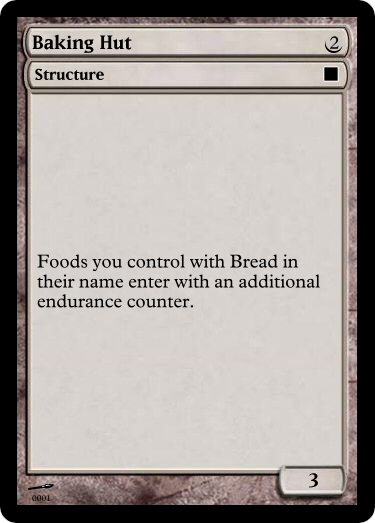 Baking Hut 2
Structure
Foods you control with Bread in
their name enter with an additional
endurance counter.
3
0001